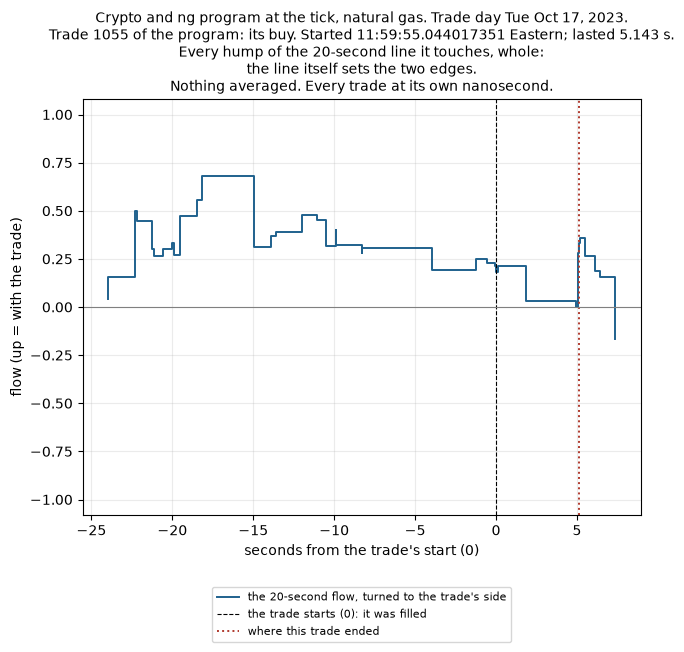 Crypto and ng program at the tick, natural gas. Trade day Tue Oct 17, 2023.
Trade 1055 of the program: its buy. Started 11:59:55.044017351 Eastern; lasted 5.143 s.
Every hump of the 20-second line it touches, whole:
the line itself sets the two edges.
Nothing averaged. Every trade at its own nanosecond.
1.00
0.75
0.50
0.25
0.00
−0.25
−0.50
−0.75
−1.00
flow (up = with the trade)
−25
−20
−15
−10
−5
0
5
seconds from the trade's start (0)
the 20-second flow, turned to the trade's side
the trade starts (0): it was filled
where this trade ended